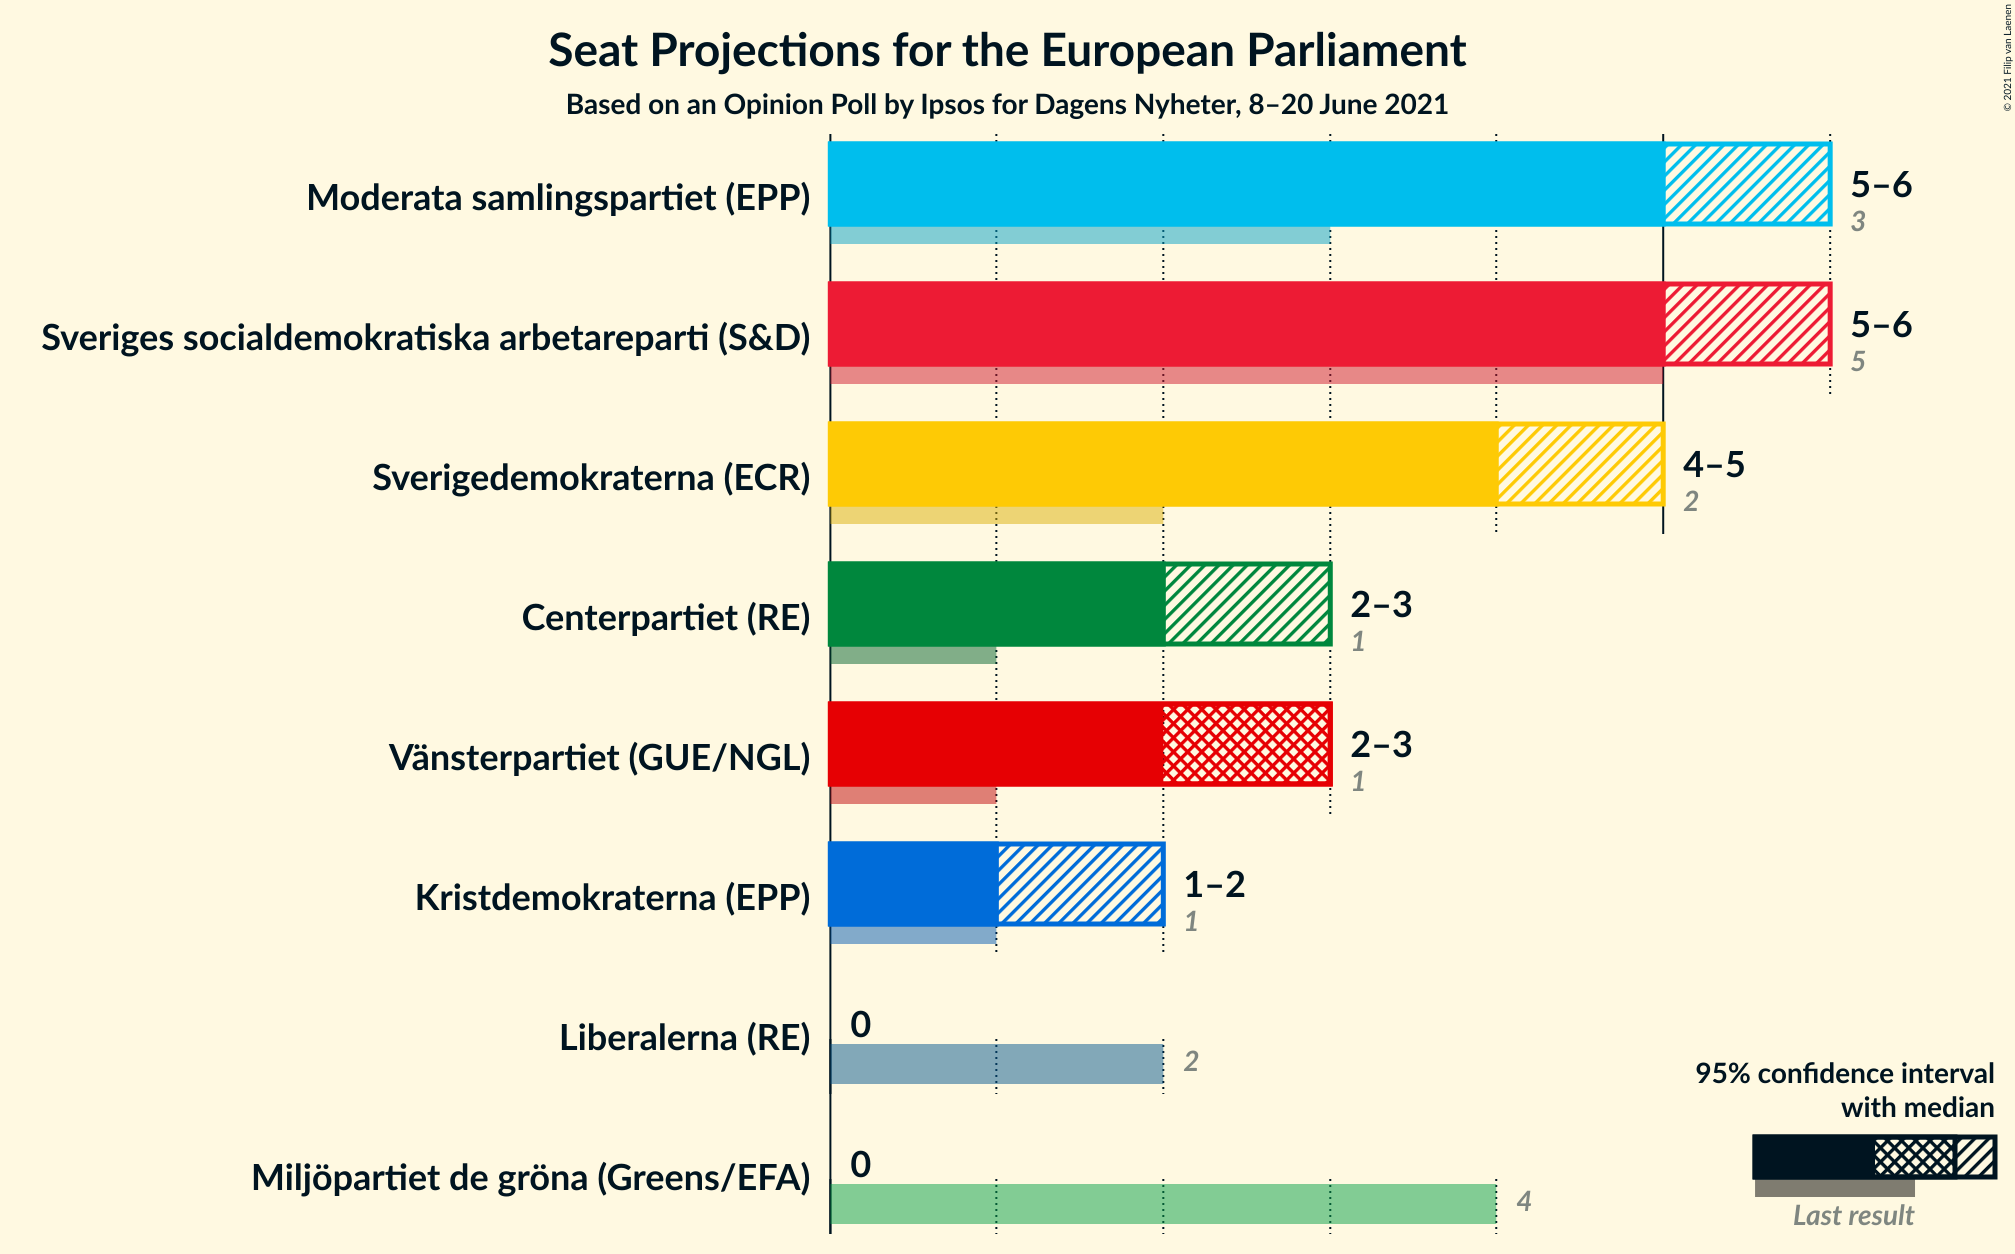 Seat Projections for the European Parliament
Based on an Opinion Poll by Ipsos for Dagens Nyheter, 8–20 June 2021
© 2021 Filip van Laenen
Moderata samlingspartiet (EPP)
5–6
3
Sveriges socialdemokratiska arbetareparti (S&D)
5–6
5
Sverigedemokraterna (ECR)
4–5
2
Centerpartiet (RE)
2–3
1
Vänsterpartiet (GUE/NGL)
2–3
1
Kristdemokraterna (EPP)
1–2
1
Liberalerna (RE)
0
2
Miljöpartiet de gröna (Greens/EFA)
0
4
95% confidence interval
with median
Last result